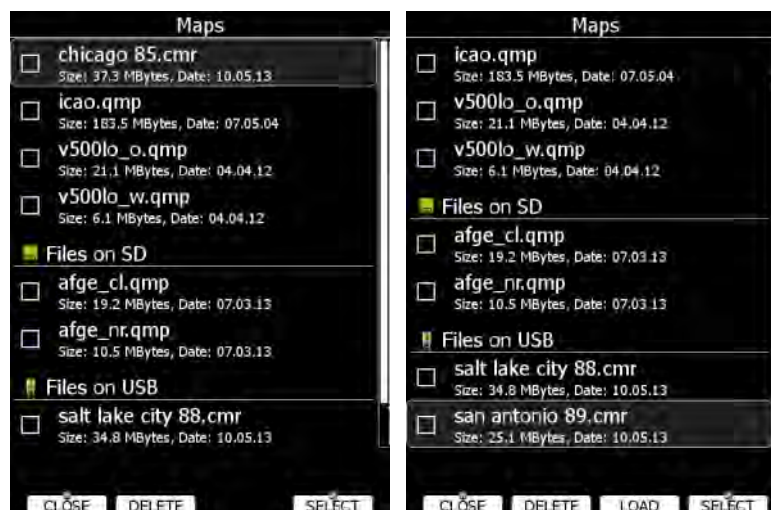 Maps
chicago 85.cmr
Size: 37.3 MBytes, Date: 10.05.13
icao.qmp
Size: 183.5 MBytes, Date: 07.05.04
v500lo_o.qmp
Size: 21.1 MBytes, Date: 04.04.12
v500lo_w.qmp
Size: 6.1 MBytes, Date: 04.04.12
Files on SD
afge_cl.qmp
Size: 19.2 MBytes, Date: 07.03.13
afge_nr.qmp
Size: 10.5 MBytes, Date: 07.03.13
Files on USB
salt lake city 88.cmr
Size: 34.8 MBytes, Date: 10.05.13
CLOSE DELETE SELECT
Maps
icao.qmp
Size: 183.5 MBytes, Date: 07.05.04
v500lo_o.qmp
Size: 21.1 MBytes, Date: 04.04.12
v500lo_w.qmp
Size: 6.1 MBytes, Date: 04.04.12
Files on SD
afge_cl.qmp
Size: 19.2 MBytes, Date: 07.03.13
afge_nr.qmp
Size: 10.5 MBytes, Date: 07.03.13
Files on USB
salt lake city 88.cmr
Size: 34.8 MBytes, Date: 10.05.13
san antonio 89.cmr
Size: 25.1 MBytes, Date: 10.05.13
CLOSE DELETE LOAD SELECT